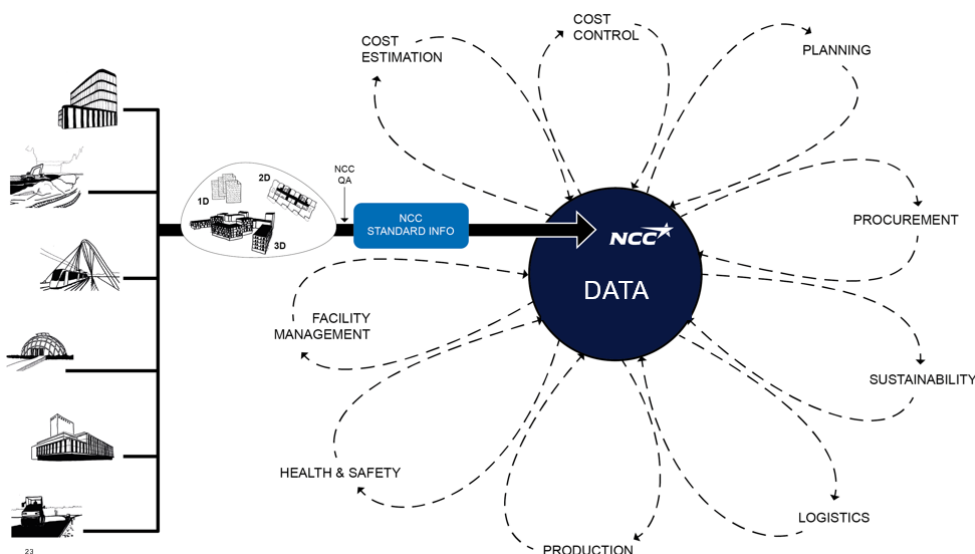 COST
ESTIMATION
COST
CONTROL
PLANNING
1D
2D
3D
NCC
QA
NCC
STANDARD INFO
NCC
DATA
PROCUREMENT
FACILITY
MANAGEMENT
SUSTAINABILITY
HEALTH & SAFETY
LOGISTICS
PRODUCTION
23